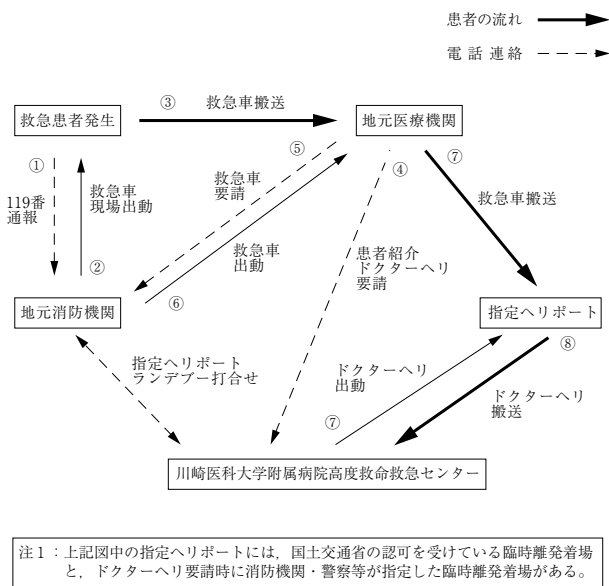 患者の流れ
電話連絡
③
救急車搬送
救急患者発生
地元医療機関
①
⑤
④
⑦
119番
通報
救急車
現場出動
救急車
要請
救急車搬送
救急車
出動
患者紹介
ドクターヘリ
要請
②
⑥
地元消防機関
指定ヘリポート
⑧
指定ヘリポート
ランデブー打合せ
ドクターヘリ
出動
ドクターヘリ
搬送
⑦
川崎医科大学附属病院高度救命救急センター
注1：上記図中の指定ヘリポートには，国土交通省の認可を受けている臨時離発着場
と，ドクターヘリ要請時に消防機関・警察等が指定した臨時離発着場がある。